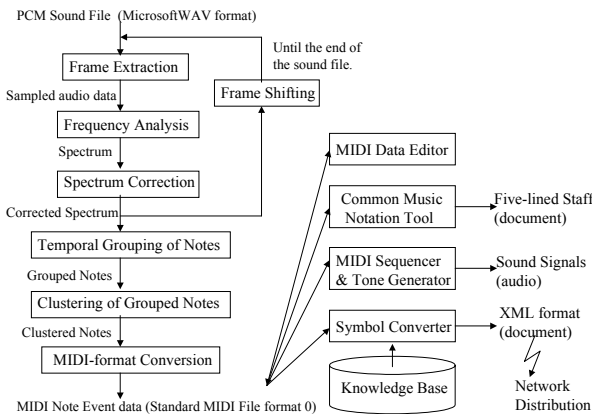 PCM Sound File (MicrosoftWAV format)
Until the end of
the sound file.
Frame Extraction
Frame Shifting
Sampled audio data
Frequency Analysis
Spectrum
Spectrum Correction
Corrected Spectrum
Temporal Grouping of Notes
Grouped Notes
Clustering of Grouped Notes
Clustered Notes
MIDI-format Conversion
MIDI Note Event data (Standard MIDI File format 0)
MIDI Data Editor
Common Music
Notation Tool
Five-lined Staff
(document)
MIDI Sequencer
& Tone Generator
Sound Signals
(audio)
Symbol Converter
XML format
(document)
Knowledge Base
Network
Distribution